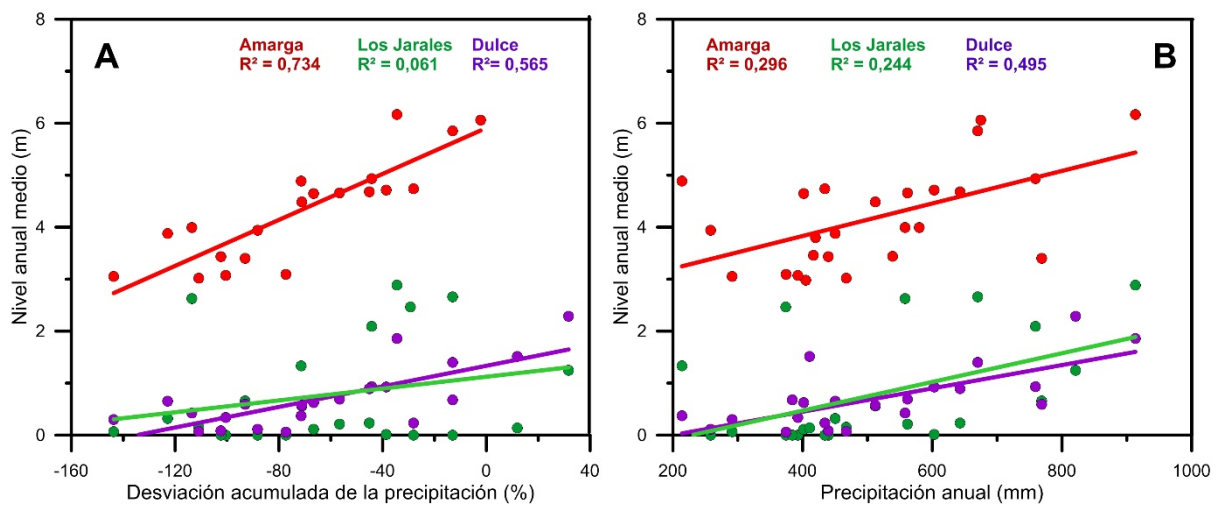 A
Amarga Los Jarales Dulce
R² = 0,734 R² = 0,061 R²= 0,565
8
6
4
2
0
Nivel anual medio (m)
-160 -120 -80 -40 0 40
Desviación acumulada de la precipitación (%)
B
Amarga Los Jarales Dulce
R² = 0,296 R² = 0,244 R² = 0,495
8
6
4
2
0
Nivel anual medio (m)
200 400 600 800 1000
Precipitación anual (mm)